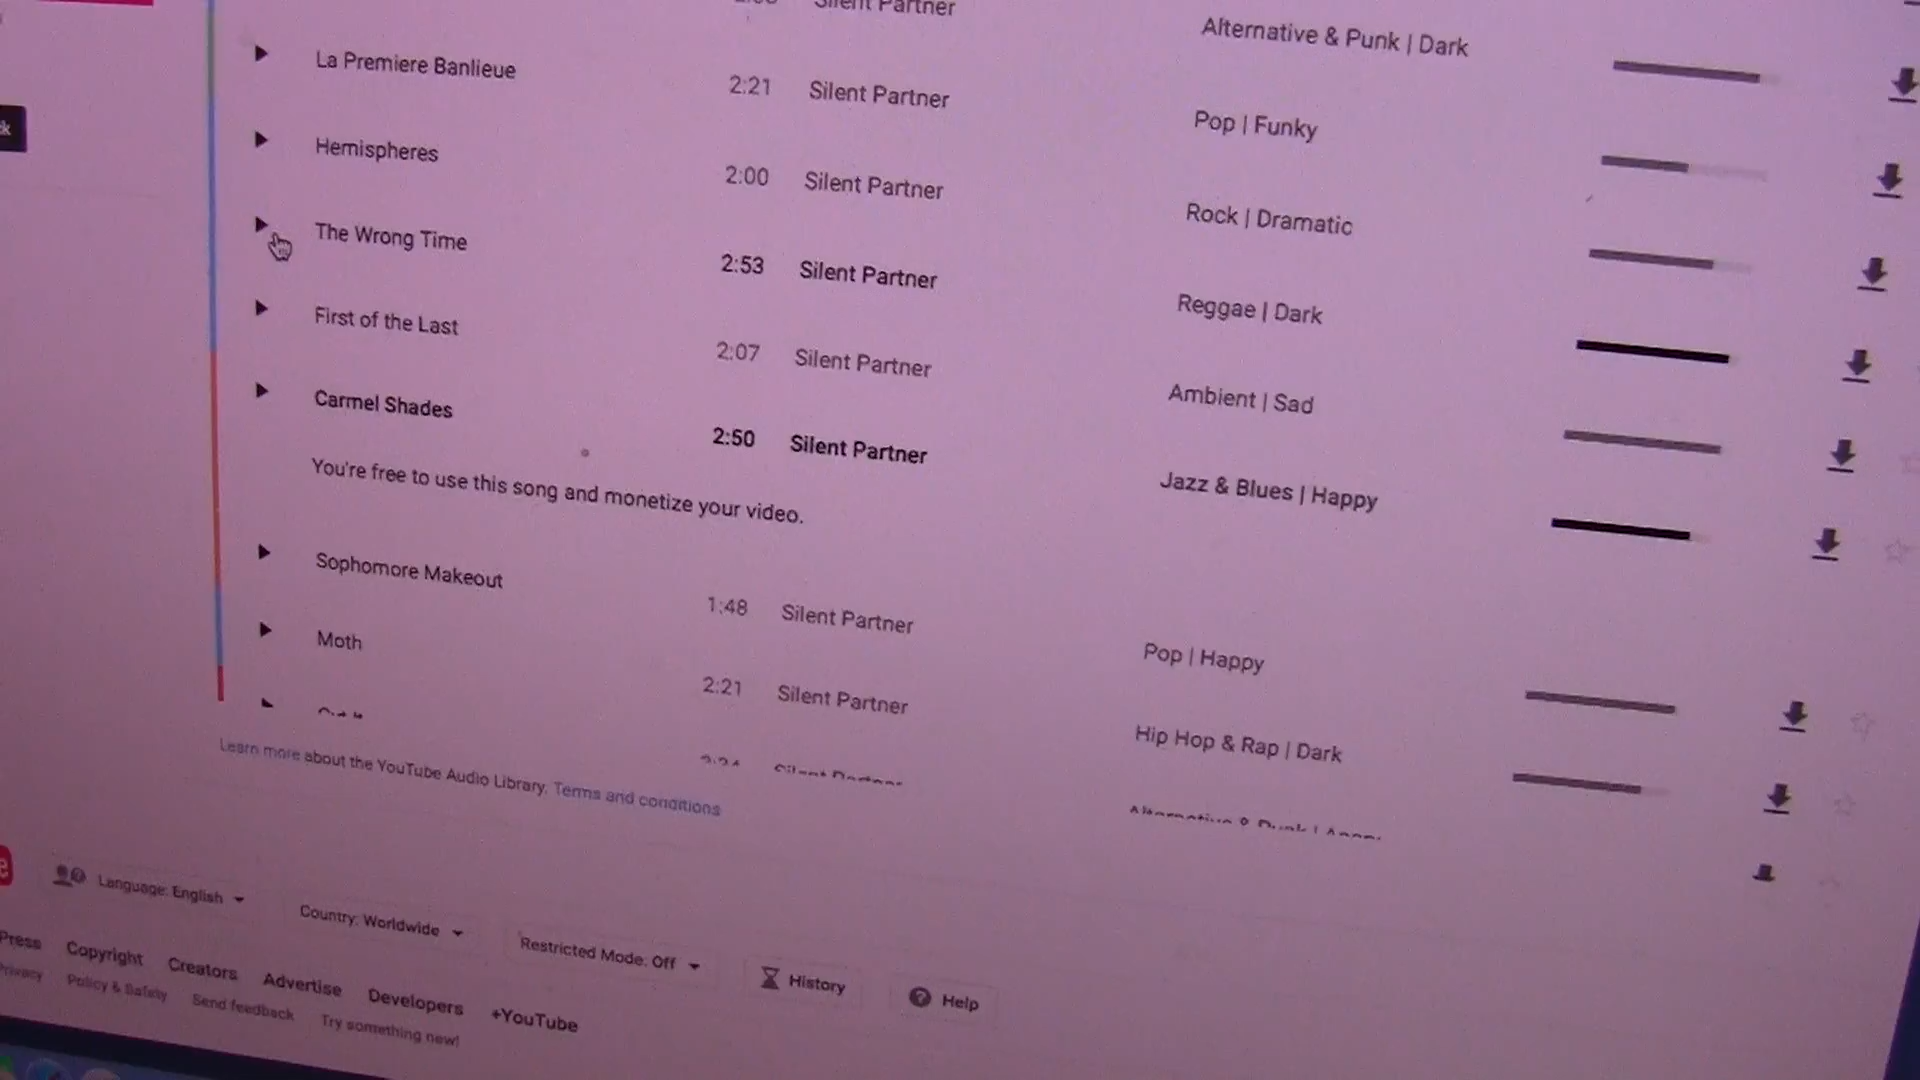 Silent Partner
Alternative & Punk | Dark
La Premiere Banlieue 2:21 Silent Partner Pop | Funky
Hemispheres 2:00 Silent Partner Rock | Dramatic
The Wrong Time 2:53 Silent Partner Reggae | Dark
First of the Last 2:07 Silent Partner Ambient | Sad
Carmel Shades 2:50 Silent Partner Jazz & Blues | Happy
You're free to use this song and monetize your video.
Sophomore Makeout 1:48 Silent Partner Pop | Happy
Moth 2:21 Silent Partner Hip Hop & Rap | Dark
Learn more about the YouTube Audio Library. Terms and conditions
Language: English Country: Worldwide Restricted Mode: Off History Help
Press Copyright Creators Advertise Developers +YouTube
Privacy Policy & Safety Send feedback Try something new!